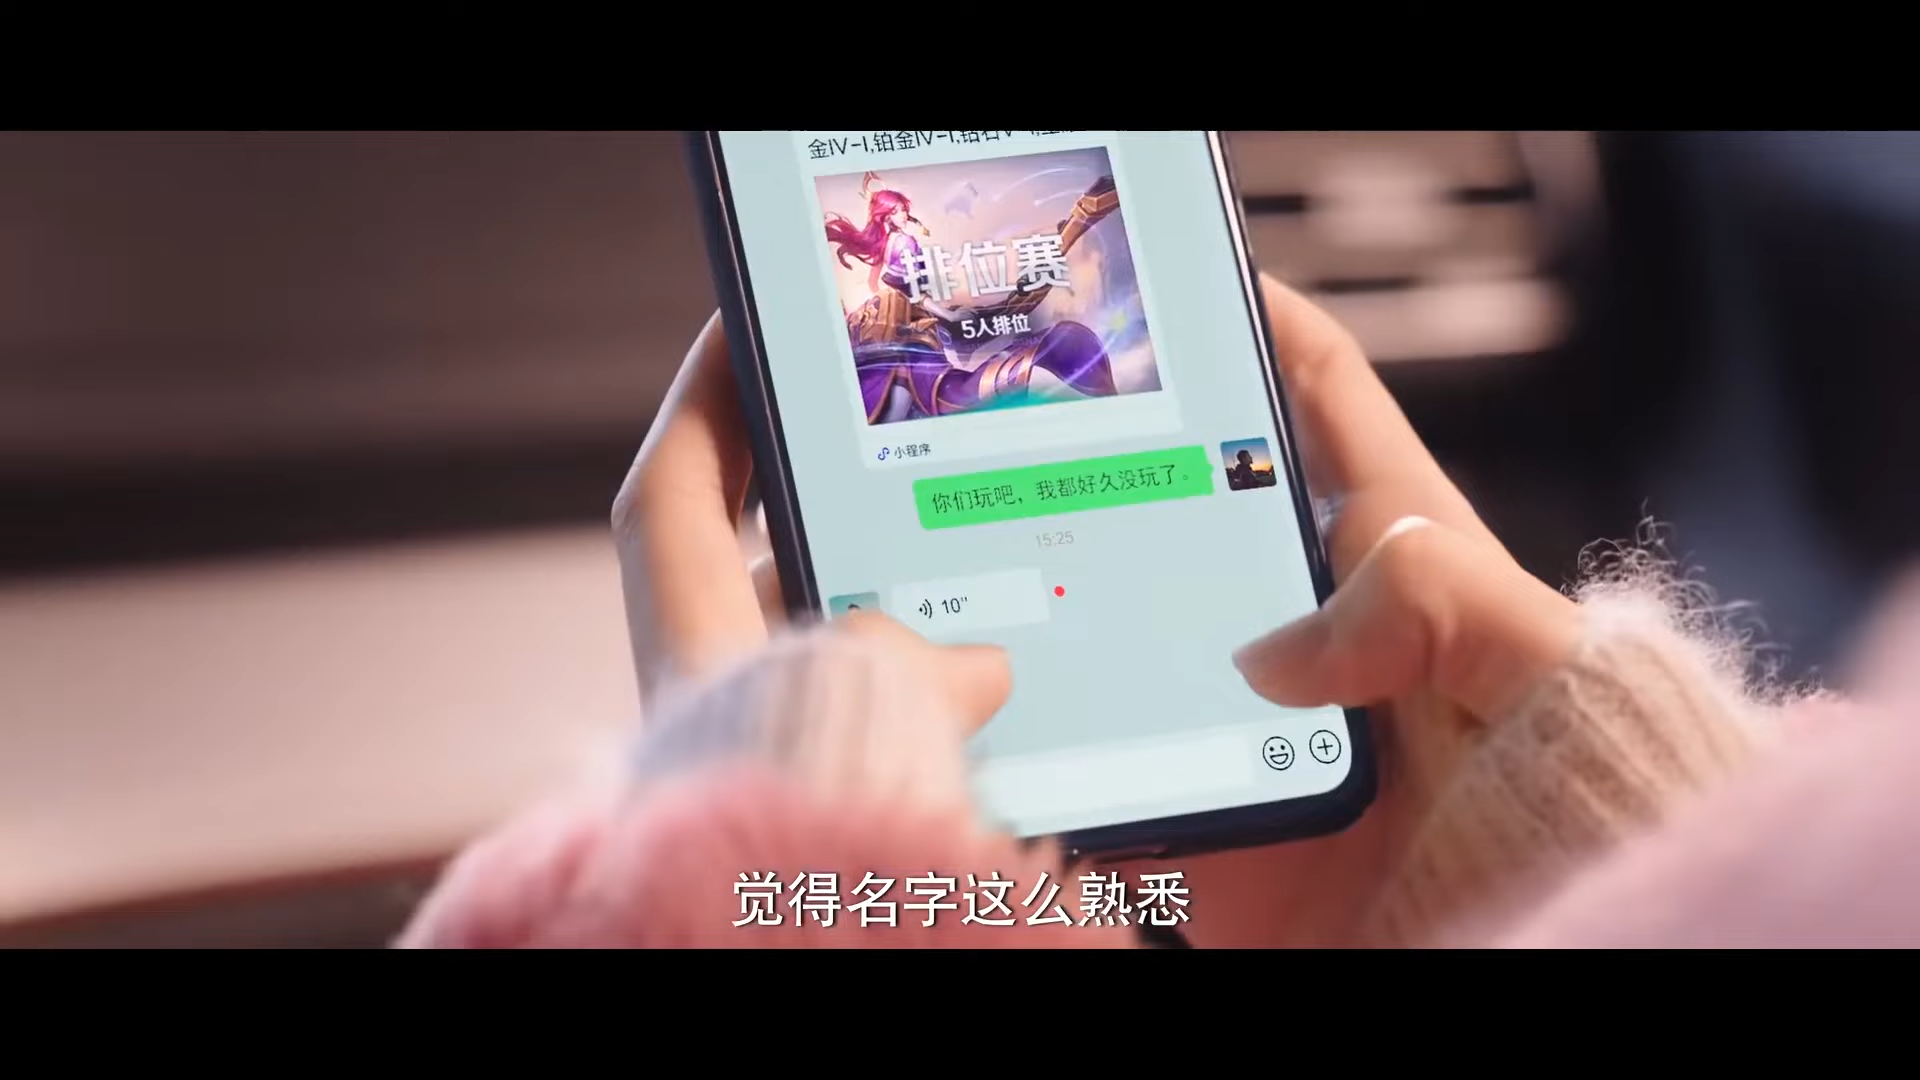 金IV-I,铂金IV-I,钻石V-I,
排位赛
5人排位
小程序
你们玩吧，我都好久没玩了。
15:25
10"
觉得名字这么熟悉